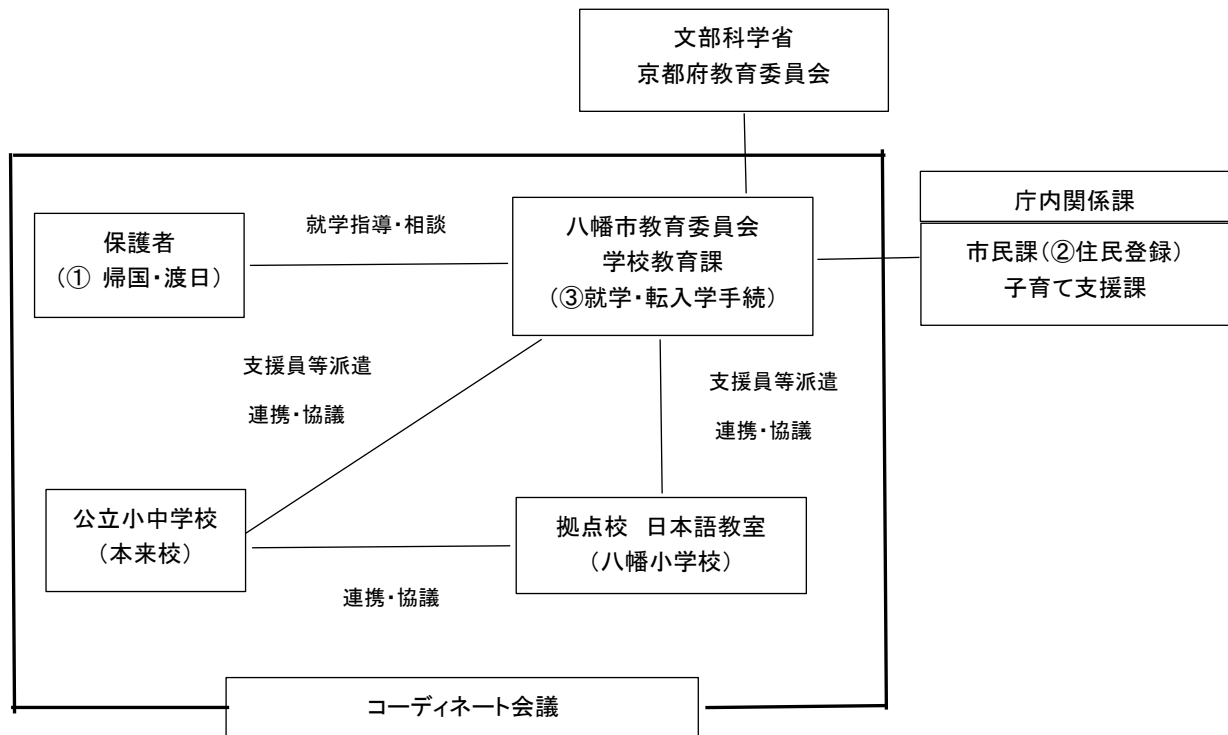 文部科学省
京都府教育委員会
庁内関係課
市民課(②住民登録)
子育て支援課
保護者
(① 帰国・渡日)
就学指導・相談
八幡市教育委員会
学校教育課
(③就学・転入学手続)
支援員等派遣
連携・協議
支援員等派遣
連携・協議
公立小中学校
(本来校)
連携・協議
拠点校 日本語教室
(八幡小学校)
コーディネート会議